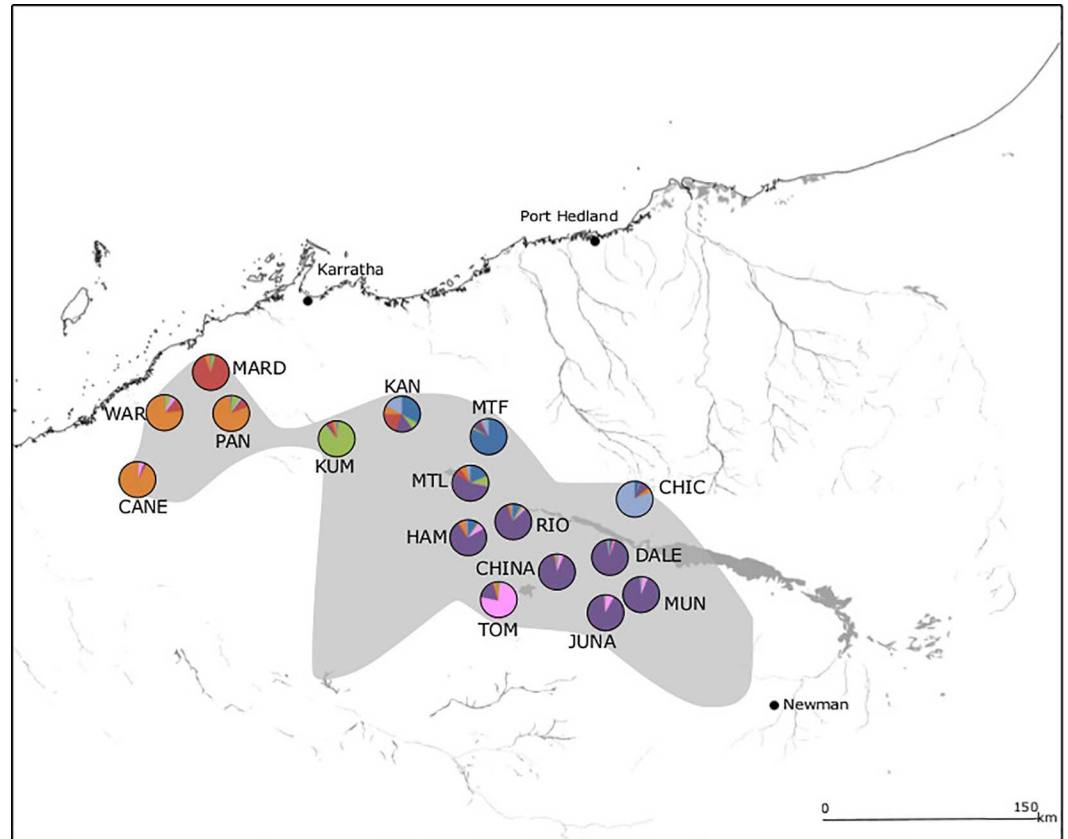 Port Hedland
Karratha
MARD
KAN
WAR
PAN
MTF
KUM
MTL
CHIC
CANE
RIO
HAM
DALE
CHINA
MUN
TOM
JUNA
Newman
0 150
km